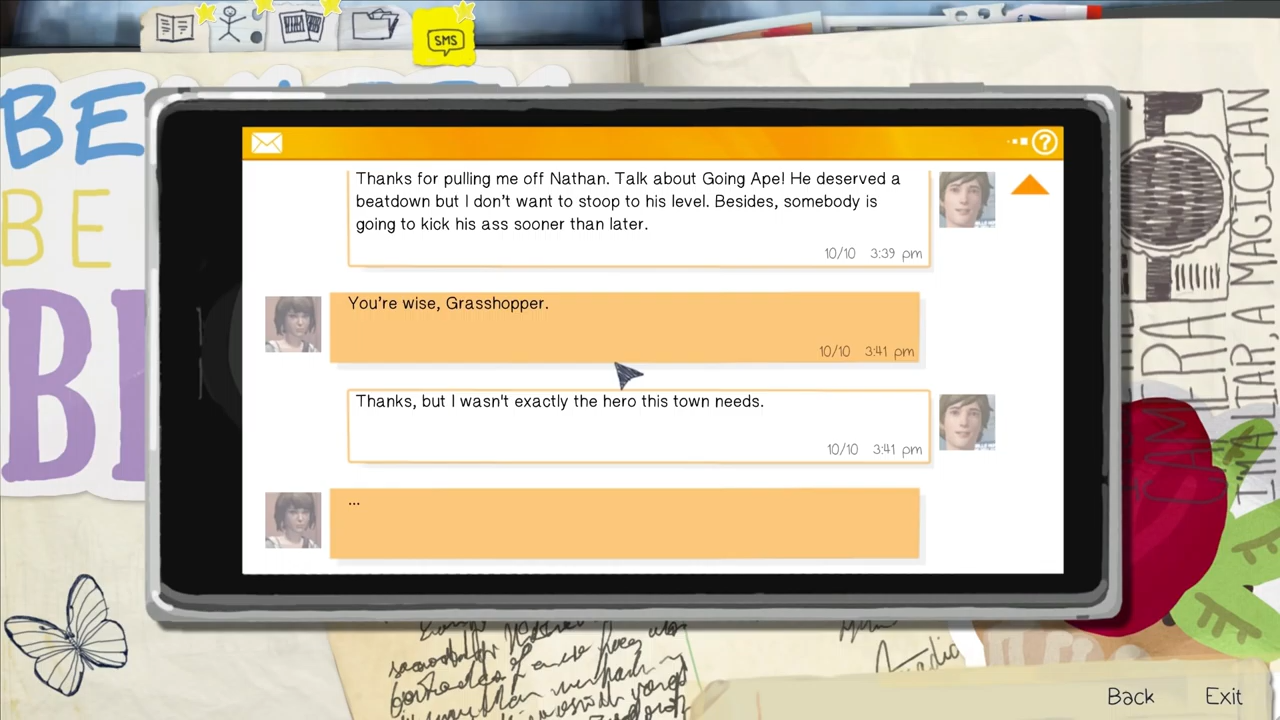 SMS
Thanks for pulling me off Nathan. Talk about Going Ape! He deserved a
beatdown but I don't want to stoop to his level. Besides, somebody is
going to kick his ass sooner than later.
10/10 3:39 pm
You're wise, Grasshopper.
10/10 3:41 pm
Thanks, but I wasn't exactly the hero this town needs.
10/10 3:41 pm
...
BE
BE
CAMERA
I'M A LIAR, A MAGICIAN
Back Exit